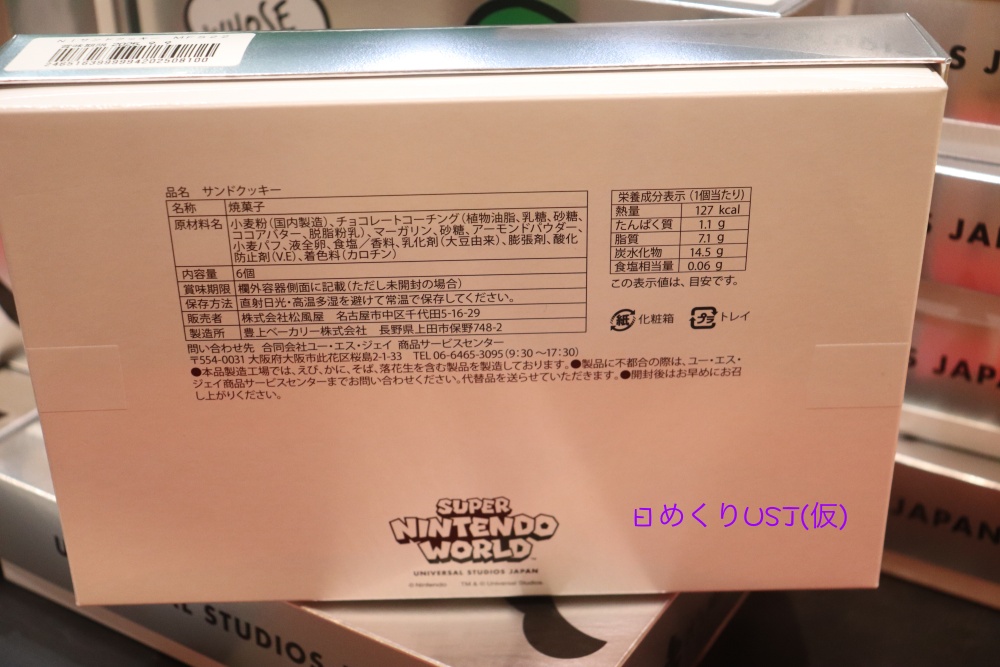 WHOSE
2465183999994202508100
S J
品名 サンドクッキー
名称 焼菓子
原材料名 小麦粉(国内製造)、チョコレートコーチング(植物油脂、乳糖、砂糖、
ココアバター、脱脂粉乳)、マーガリン、砂糖、アーモンドパウダー、
小麦パフ、液全卵、食塩/香料、乳化剤(大豆由来)、膨張剤、酸化
防止剤(V.E)、着色料(カロチン)
内容量 6個
賞味期限 欄外容器側面に記載(ただし未開封の場合)
保存方法 直射日光・高温多湿を避けて常温で保存してください。
販売者 株式会社松風屋 名古屋市中区千代田5-16-29
製造所 豊上ベーカリー株式会社 長野県上田市保野748-2
問い合わせ先 合同会社ユー・エス・ジェイ 商品サービスセンター
〒554-0031 大阪府大阪市此花区桜島2-1-33 TEL 06-6465-3095(9:30～17:30)
●本品製造工場では、えび、かに、そば、落花生を含む製品を製造しております。●製品に不都合の際は、ユー・エス・
ジェイ商品サービスセンターまでお問い合わせください。代替品を送らせていただきます。●開封後はお早めにお召
し上がりください。
栄養成分表示(1個当たり)
熱量 127 kcal
たんぱく質 1.1 g
脂質 7.1 g
炭水化物 14.5 g
食塩相当量 0.06 g
この表示値は、目安です。
紙 化粧箱 プラ トレイ
S JAPA
S JAPA
JAPAN
SUPER
NINTENDO
WORLD
UNIVERSAL STUDIOS JAPAN
© Nintendo TM & © Universal Studios
日めくりUSJ(仮)
L STUDIOS